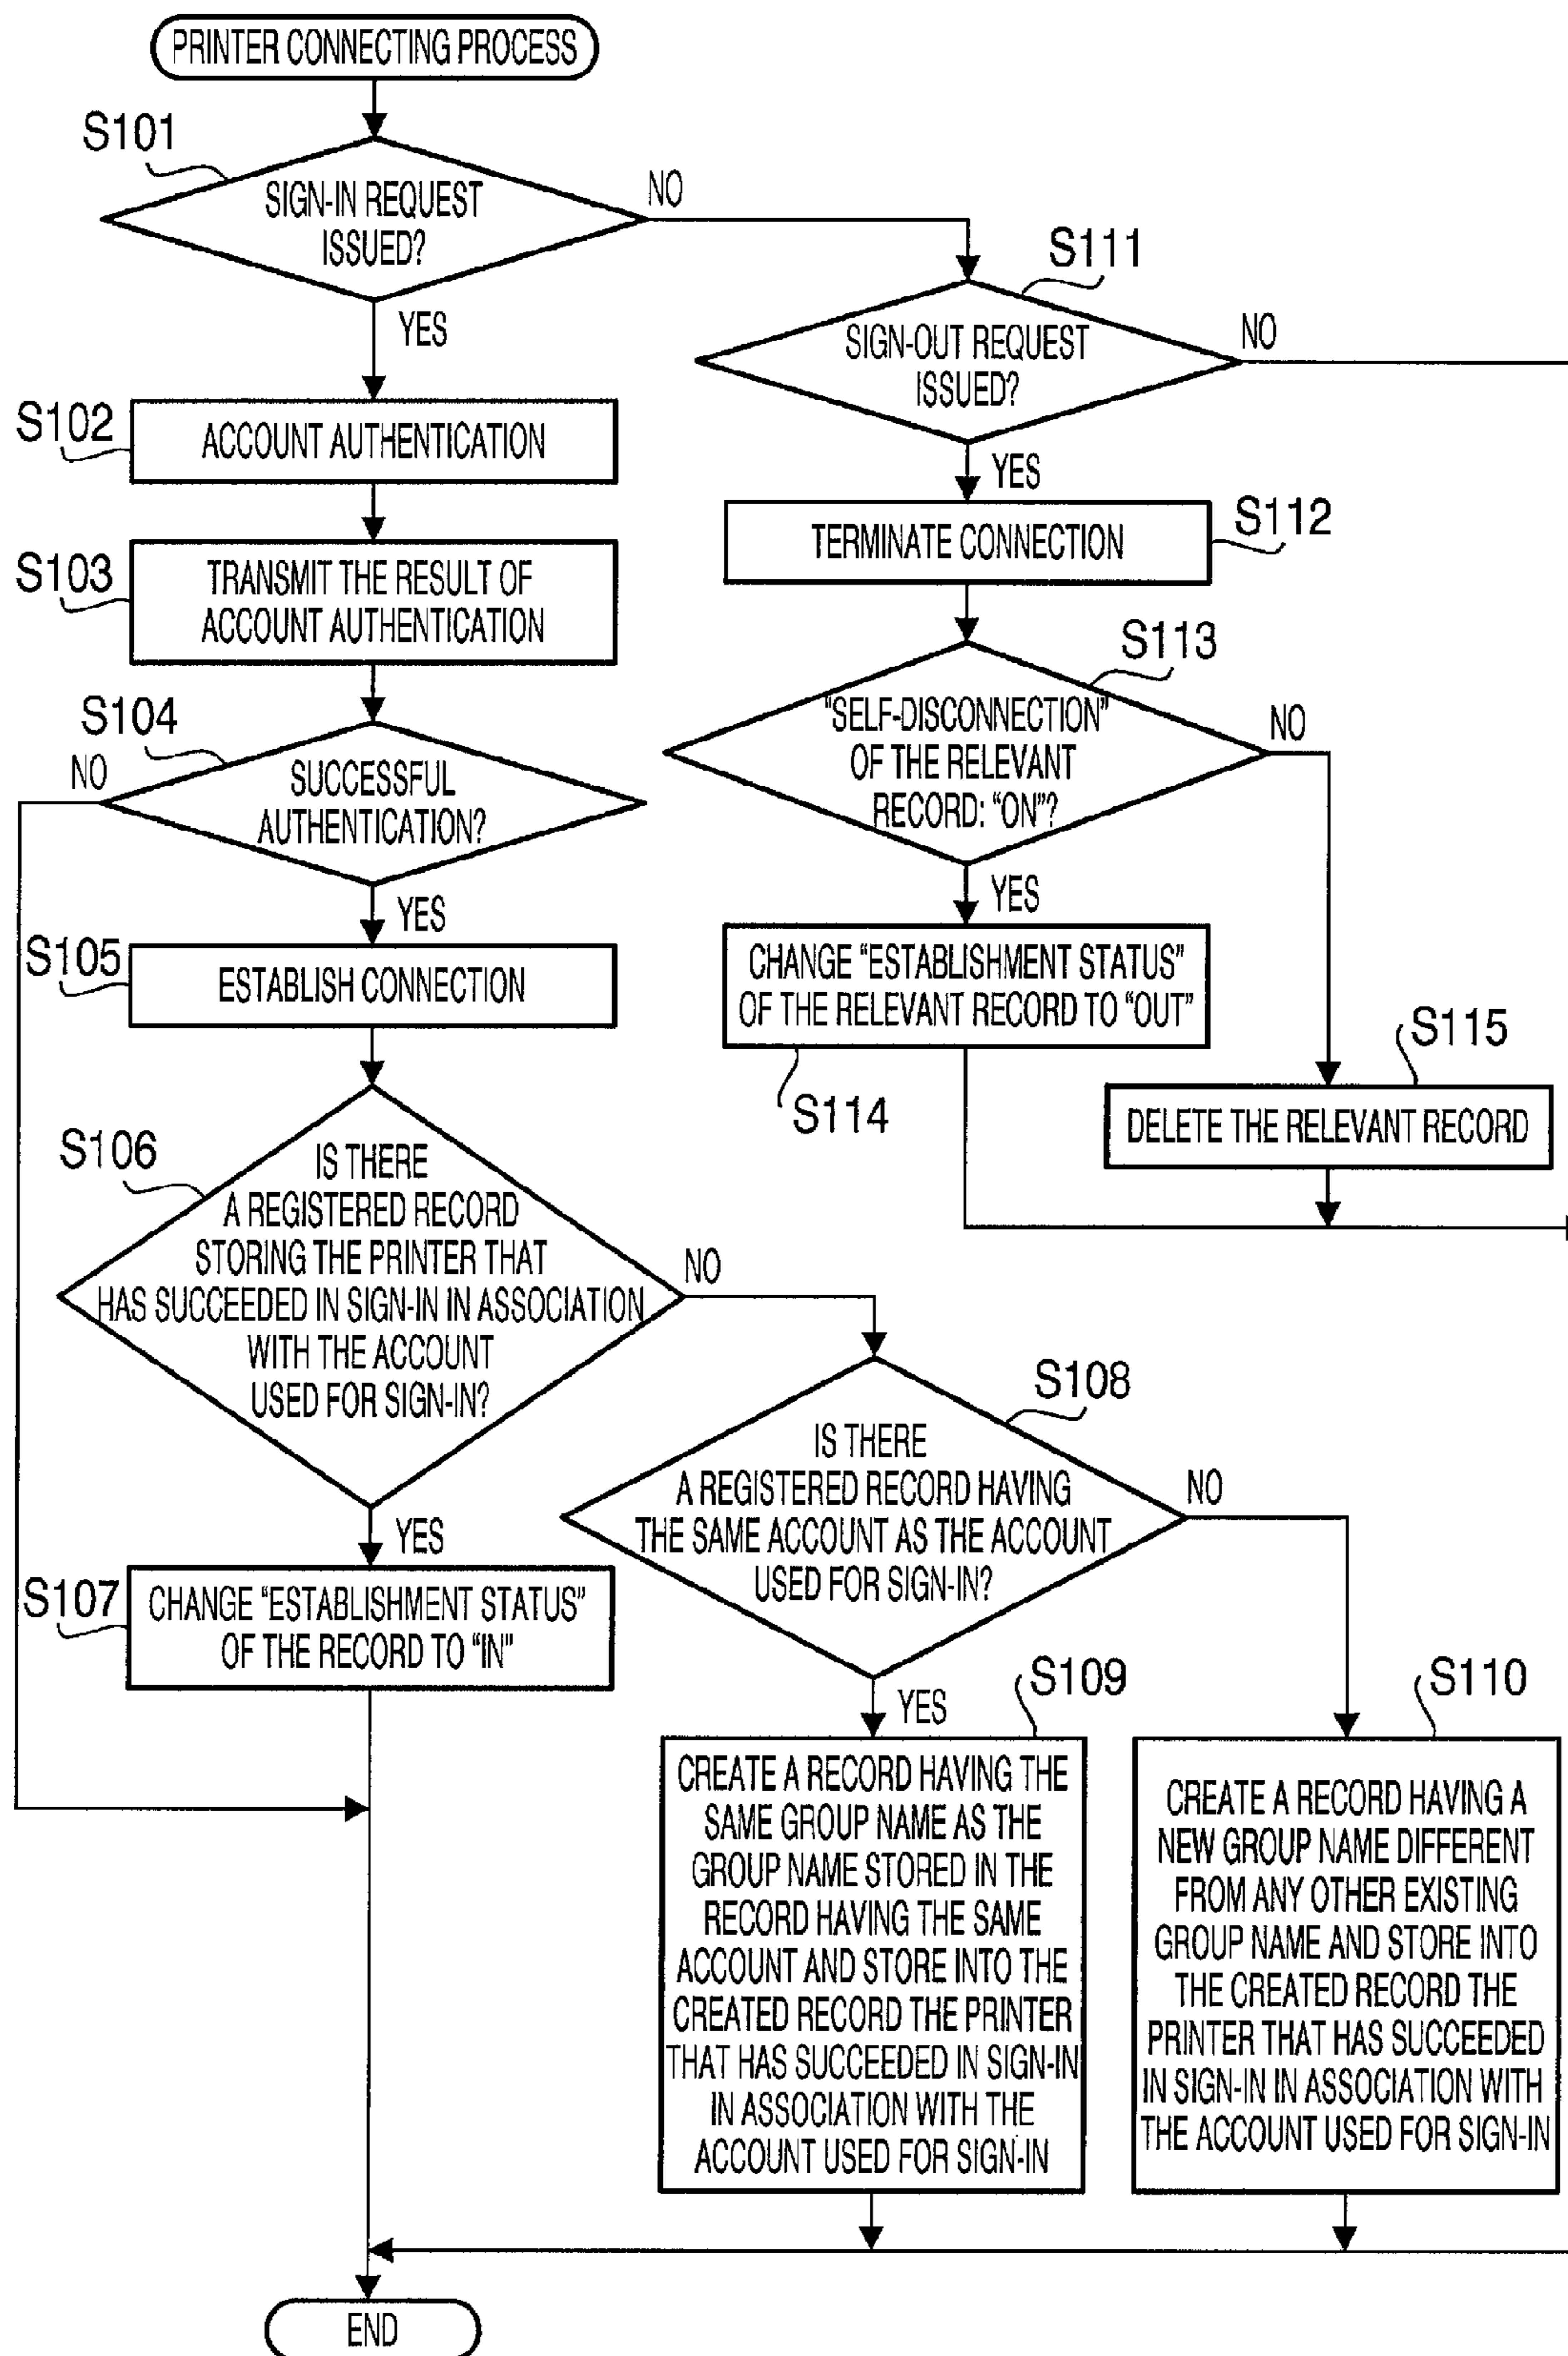 PRINTER CONNECTING PROCESS
S101
SIGN-IN REQUEST
ISSUED?
NO
YES
S111
SIGN-OUT REQUEST
ISSUED?
NO
YES
S102
ACCOUNT AUTHENTICATION
S112
TERMINATE CONNECTION
S103
TRANSMIT THE RESULT OF
ACCOUNT AUTHENTICATION
S113
"SELF-DISCONNECTION"
OF THE RELEVANT
RECORD: "ON"?
NO
YES
S104
NO
SUCCESSFUL
AUTHENTICATION?
YES
S105
ESTABLISH CONNECTION
CHANGE "ESTABLISHMENT STATUS"
OF THE RELEVANT RECORD TO "OUT"
S114
S115
DELETE THE RELEVANT RECORD
S106
IS THERE
A REGISTERED RECORD
STORING THE PRINTER THAT
HAS SUCCEEDED IN SIGN-IN IN ASSOCIATION
WITH THE ACCOUNT
USED FOR SIGN-IN?
NO
YES
S108
IS THERE
A REGISTERED RECORD HAVING
THE SAME ACCOUNT AS THE ACCOUNT
USED FOR SIGN-IN?
NO
YES
S107
CHANGE "ESTABLISHMENT STATUS"
OF THE RECORD TO "IN"
S109
CREATE A RECORD HAVING THE
SAME GROUP NAME AS THE
GROUP NAME STORED IN THE
RECORD HAVING THE SAME
ACCOUNT AND STORE INTO THE
CREATED RECORD THE PRINTER
THAT HAS SUCCEEDED IN SIGN-IN
IN ASSOCIATION WITH THE
ACCOUNT USED FOR SIGN-IN
S110
CREATE A RECORD HAVING A
NEW GROUP NAME DIFFERENT
FROM ANY OTHER EXISTING
GROUP NAME AND STORE INTO
THE CREATED RECORD THE
PRINTER THAT HAS SUCCEEDED
IN SIGN-IN IN ASSOCIATION WITH
THE ACCOUNT USED FOR SIGN-IN
END